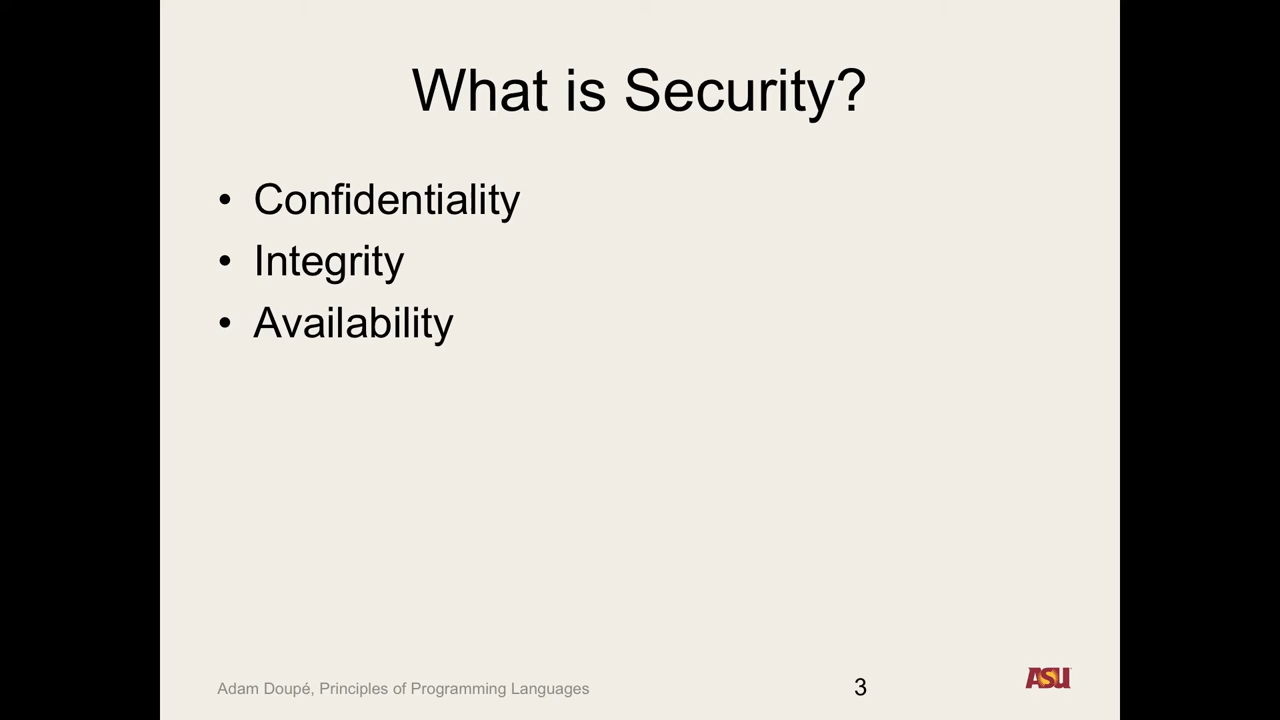 What is Security?
• Confidentiality
• Integrity
• Availability
Adam Doupé, Principles of Programming Languages
3
ASU